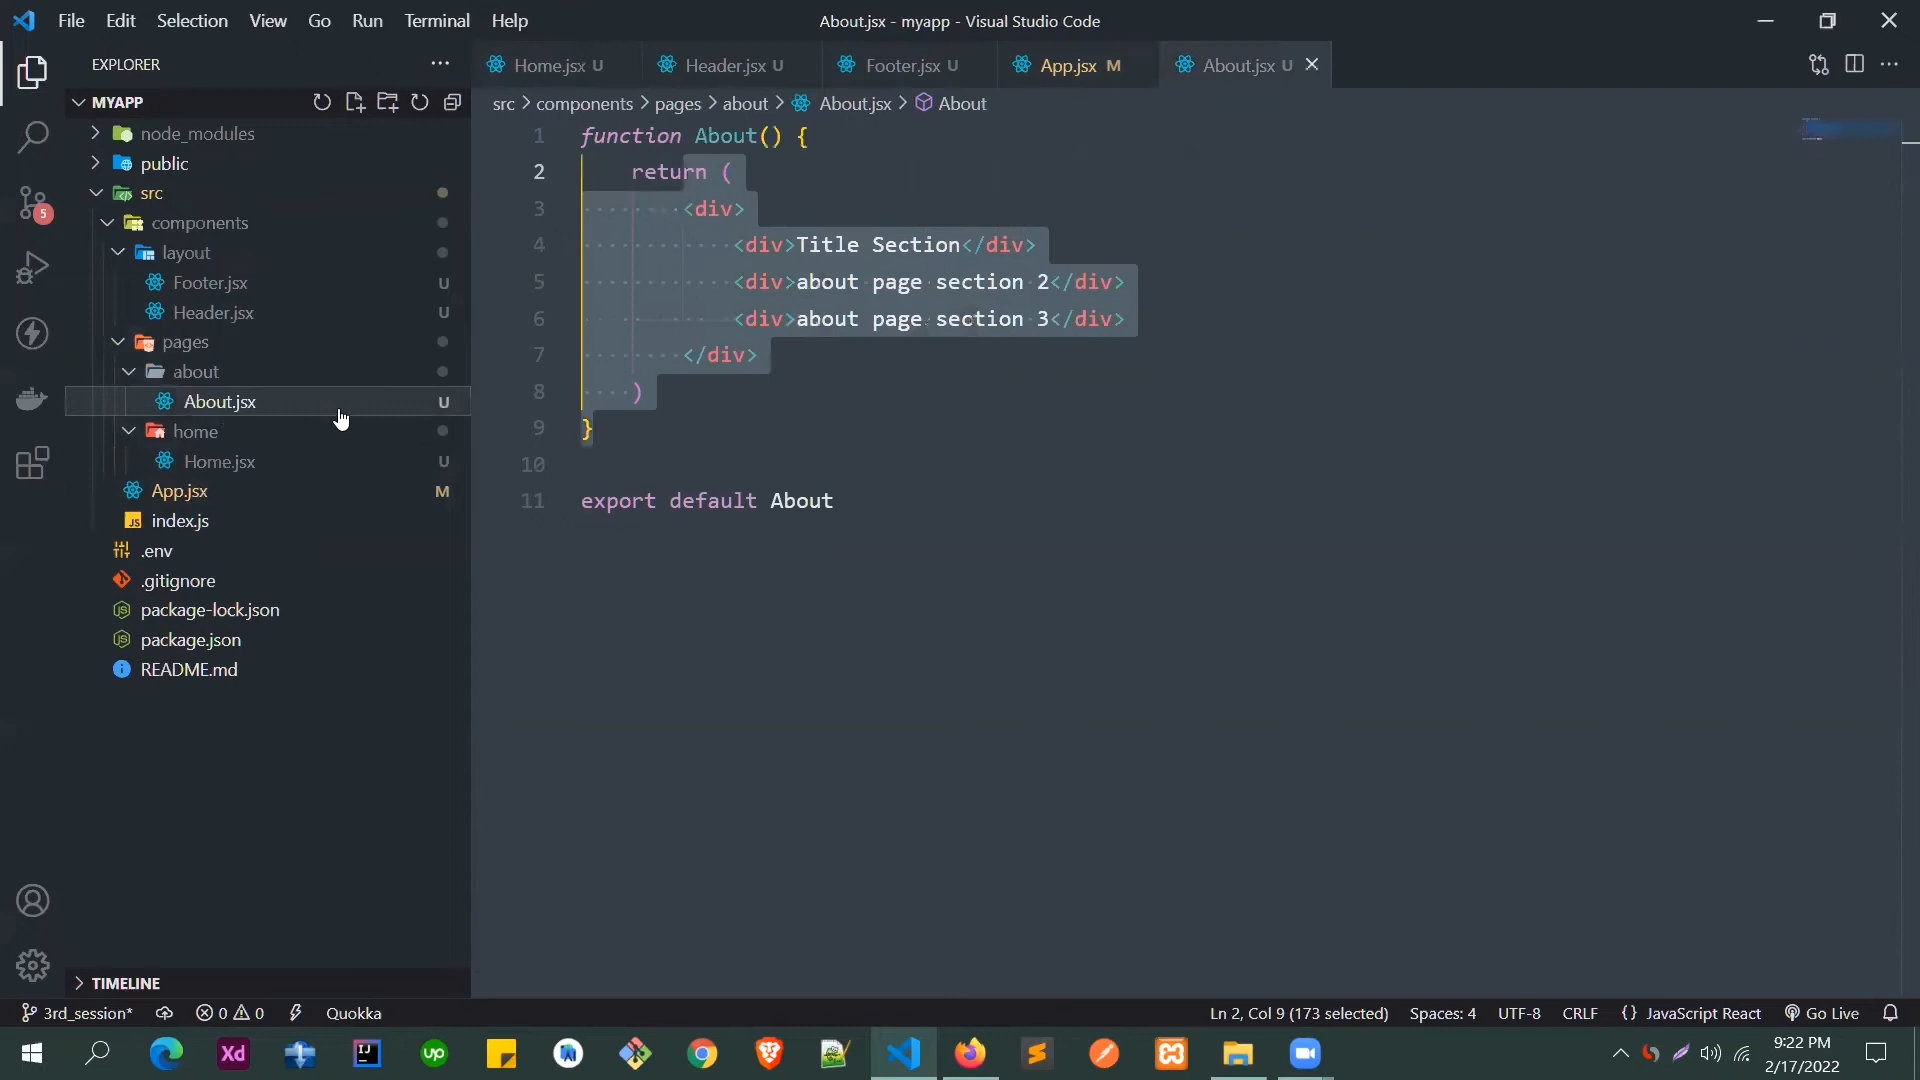 File Edit Selection View Go Run Terminal Help
About.jsx - myapp - Visual Studio Code
EXPLORER
Home.jsx U
Header.jsx U
Footer.jsx U
App.jsx M
About.jsx U
MYAPP
src > components > pages > about > About.jsx > About
node_modules
public
src
components
layout
Footer.jsx U
Header.jsx U
pages
about
About.jsx U
home
Home.jsx U
App.jsx M
index.js
.env
.gitignore
package-lock.json
package.json
README.md
TIMELINE
5
1 function About() {
2 return (
3 <div>
4 <div>Title Section</div>
5 <div>about page section 2</div>
6 <div>about page section 3</div>
7 </div>
8 )
9 }
10
11 export default About
3rd_session* 0 0 Quokka
Ln 2, Col 9 (173 selected) Spaces: 4 UTF-8 CRLF {} JavaScript React Go Live
Xd
IJ
up
JS
9:22 PM
2/17/2022